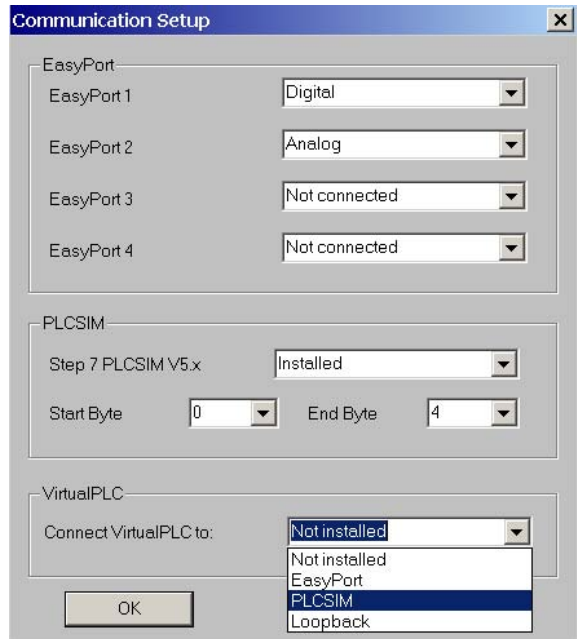 Communication Setup
EasyPort
EasyPort 1 Digital
EasyPort 2 Analog
EasyPort 3 Not connected
EasyPort 4 Not connected
PLCSIM
Step 7 PLCSIM V5.x Installed
Start Byte 0 End Byte 4
VirtualPLC
Connect VirtualPLC to: Not installed
Not installed
EasyPort
PLCSIM
Loopback
OK